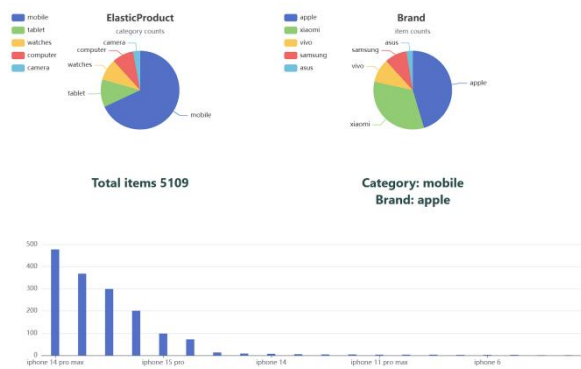 mobile
tablet
watches
computer
camera
ElasticProduct
category counts
camera
computer
watches
tablet
mobile
apple
xiaomi
vivo
samsung
asus
Brand
item counts
asus
samsung
vivo
apple
xiaomi
Total items 5109
Category: mobile
Brand: apple
500
400
300
200
100
0
iphone 14 pro max
iphone 15 pro
iphone 14
iphone 11 pro max
iphone 6